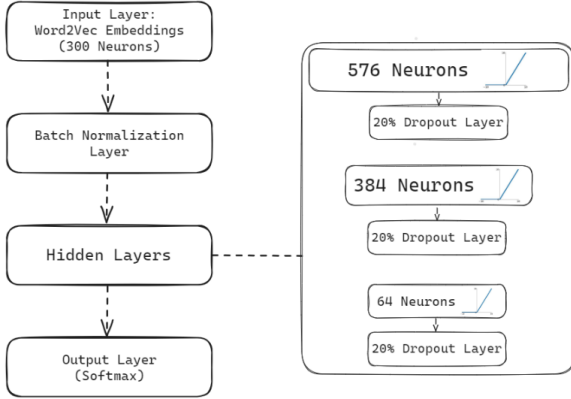 Input Layer:
Word2Vec Embeddings
(300 Neurons)
Batch Normalization
Layer
Hidden Layers
Output Layer
(Softmax)
576 Neurons
20% Dropout Layer
384 Neurons
20% Dropout Layer
64 Neurons
20% Dropout Layer